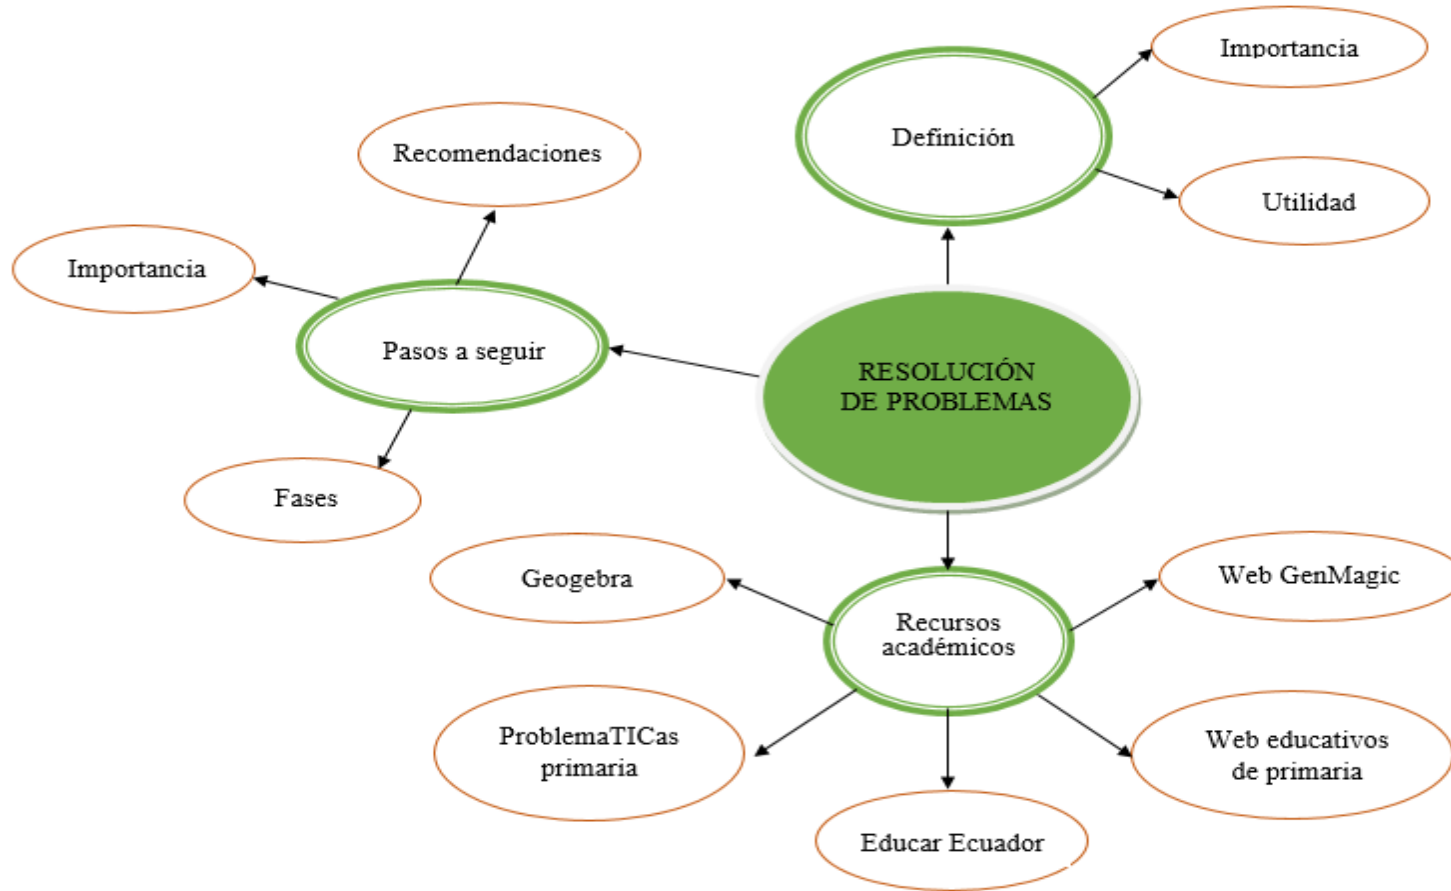 Importancia
Definición
Utilidad
Recomendaciones
Importancia
Pasos a seguir
Fases
RESOLUCIÓN
DE PROBLEMAS
Geogebra
Web GenMagic
Recursos
académicos
ProblemaTICas
primaria
Web educativos
de primaria
Educar Ecuador